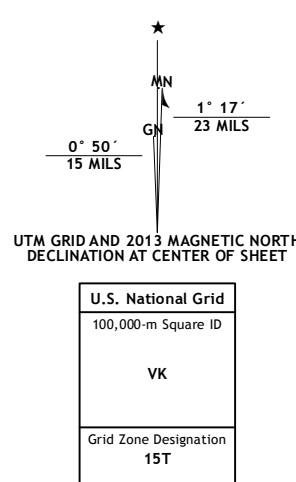 ★
MN
1° 17´
23 MILS
GN
0° 50´
15 MILS
UTM GRID AND 2013 MAGNETIC NORTH
DECLINATION AT CENTER OF SHEET
U.S. National Grid
100,000-m Square ID
VK
Grid Zone Designation
15T